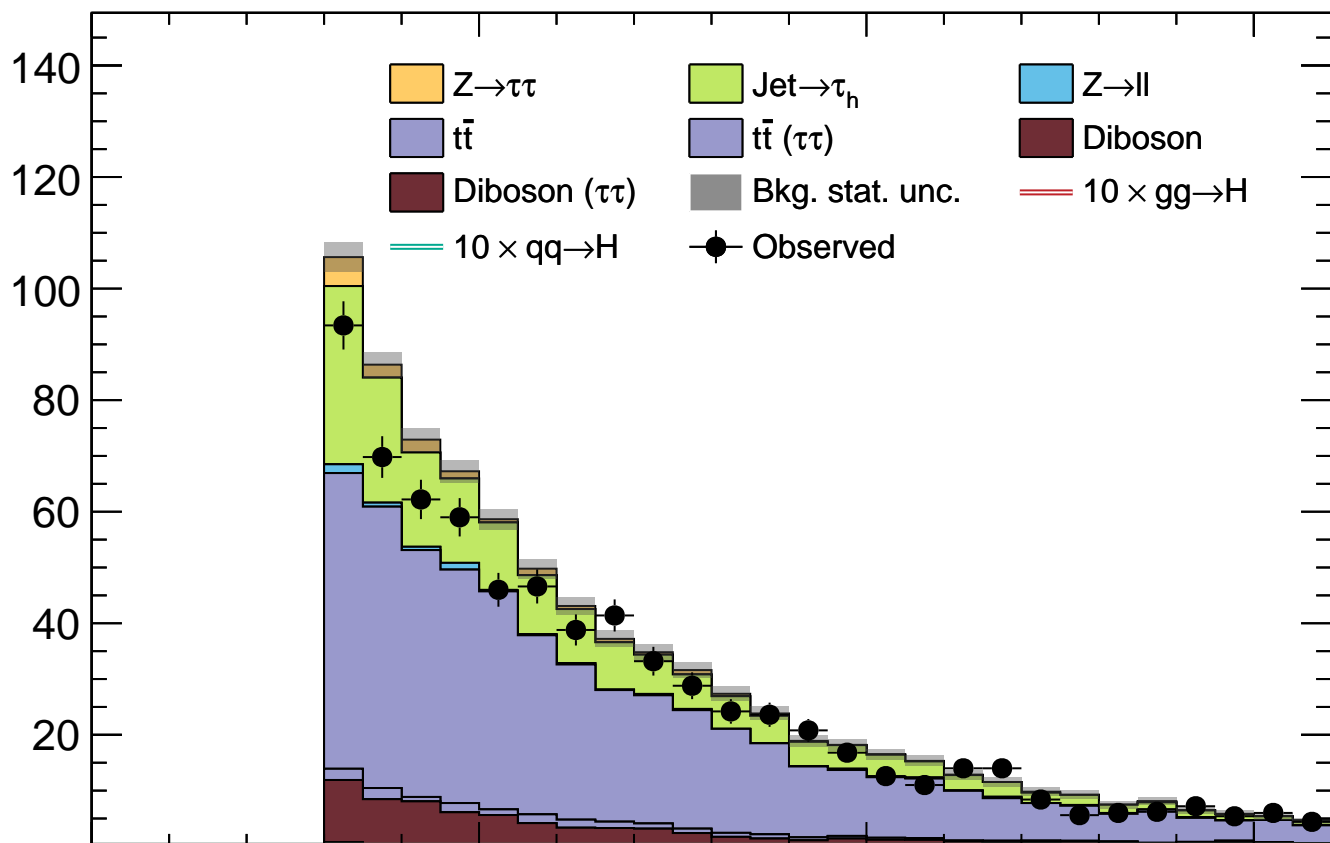 140
120
100
80
60
40
20
Z→ττ Jet→τh Z→ll
tt̄ tt̄ (ττ) Diboson
Diboson (ττ) Bkg. stat. unc. 10 × gg→H
10 × qq→H Observed